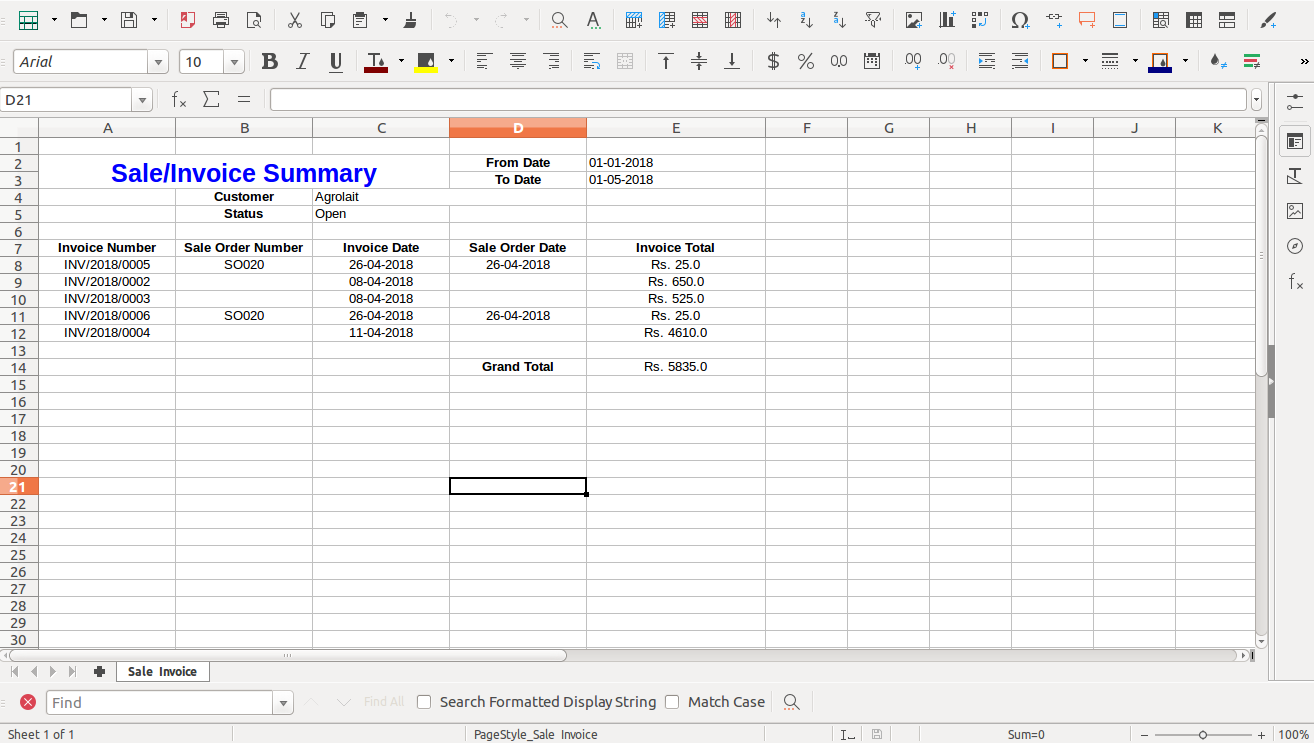 Arial 10
D21
A B C D E F G H I J K
1
2 Sale/Invoice Summary From Date 01-01-2018
3 To Date 01-05-2018
4 Customer Agrolait
5 Status Open
6
7 Invoice Number Sale Order Number Invoice Date Sale Order Date Invoice Total
8 INV/2018/0005 SO020 26-04-2018 26-04-2018 Rs. 25.0
9 INV/2018/0002 08-04-2018 Rs. 650.0
10 INV/2018/0003 08-04-2018 Rs. 525.0
11 INV/2018/0006 SO020 26-04-2018 26-04-2018 Rs. 25.0
12 INV/2018/0004 11-04-2018 Rs. 4610.0
13
14 Grand Total Rs. 5835.0
15
16
17
18
19
20
21
22
23
24
25
26
27
28
29
30
Sale Invoice
Find Find All Search Formatted Display String Match Case
Sheet 1 of 1 PageStyle_Sale Invoice Sum=0 100%